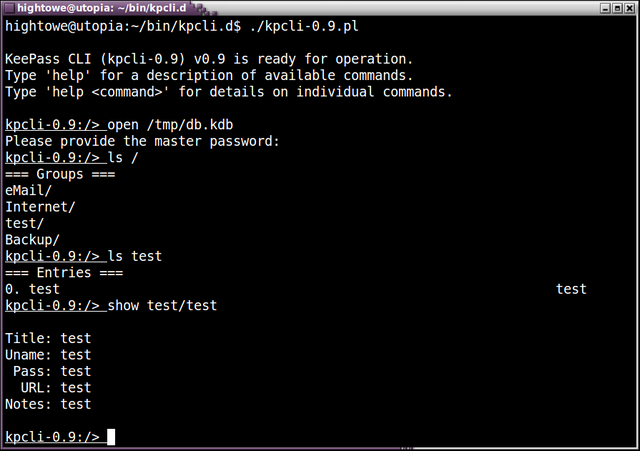 hightowe@utopia: ~/bin/kpcli.d
hightowe@utopia:~/bin/kpcli.d$ ./kpcli-0.9.pl
KeePass CLI (kpcli-0.9) v0.9 is ready for operation.
Type 'help' for a description of available commands.
Type 'help <command>' for details on individual commands.
kpcli-0.9:/> open /tmp/db.kdb
Please provide the master password:
kpcli-0.9:/> ls /
=== Groups ===
eMail/
Internet/
test/
Backup/
kpcli-0.9:/> ls test
=== Entries ===
0. test test
kpcli-0.9:/> show test/test
Title: test
Uname: test
Pass: test
URL: test
Notes: test
kpcli-0.9:/>